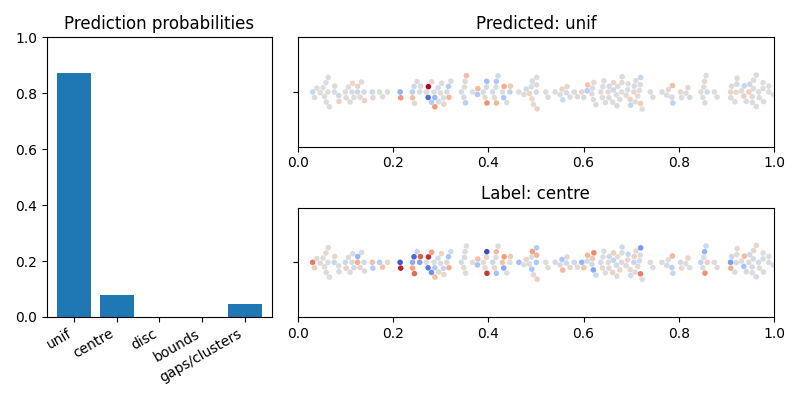 Prediction probabilities
1.0
0.8
0.6
0.4
0.2
0.0
unif
centre
disc
bounds
gaps/clusters
Predicted: unif
0.0 0.2 0.4 0.6 0.8 1.0
Label: centre
0.0 0.2 0.4 0.6 0.8 1.0